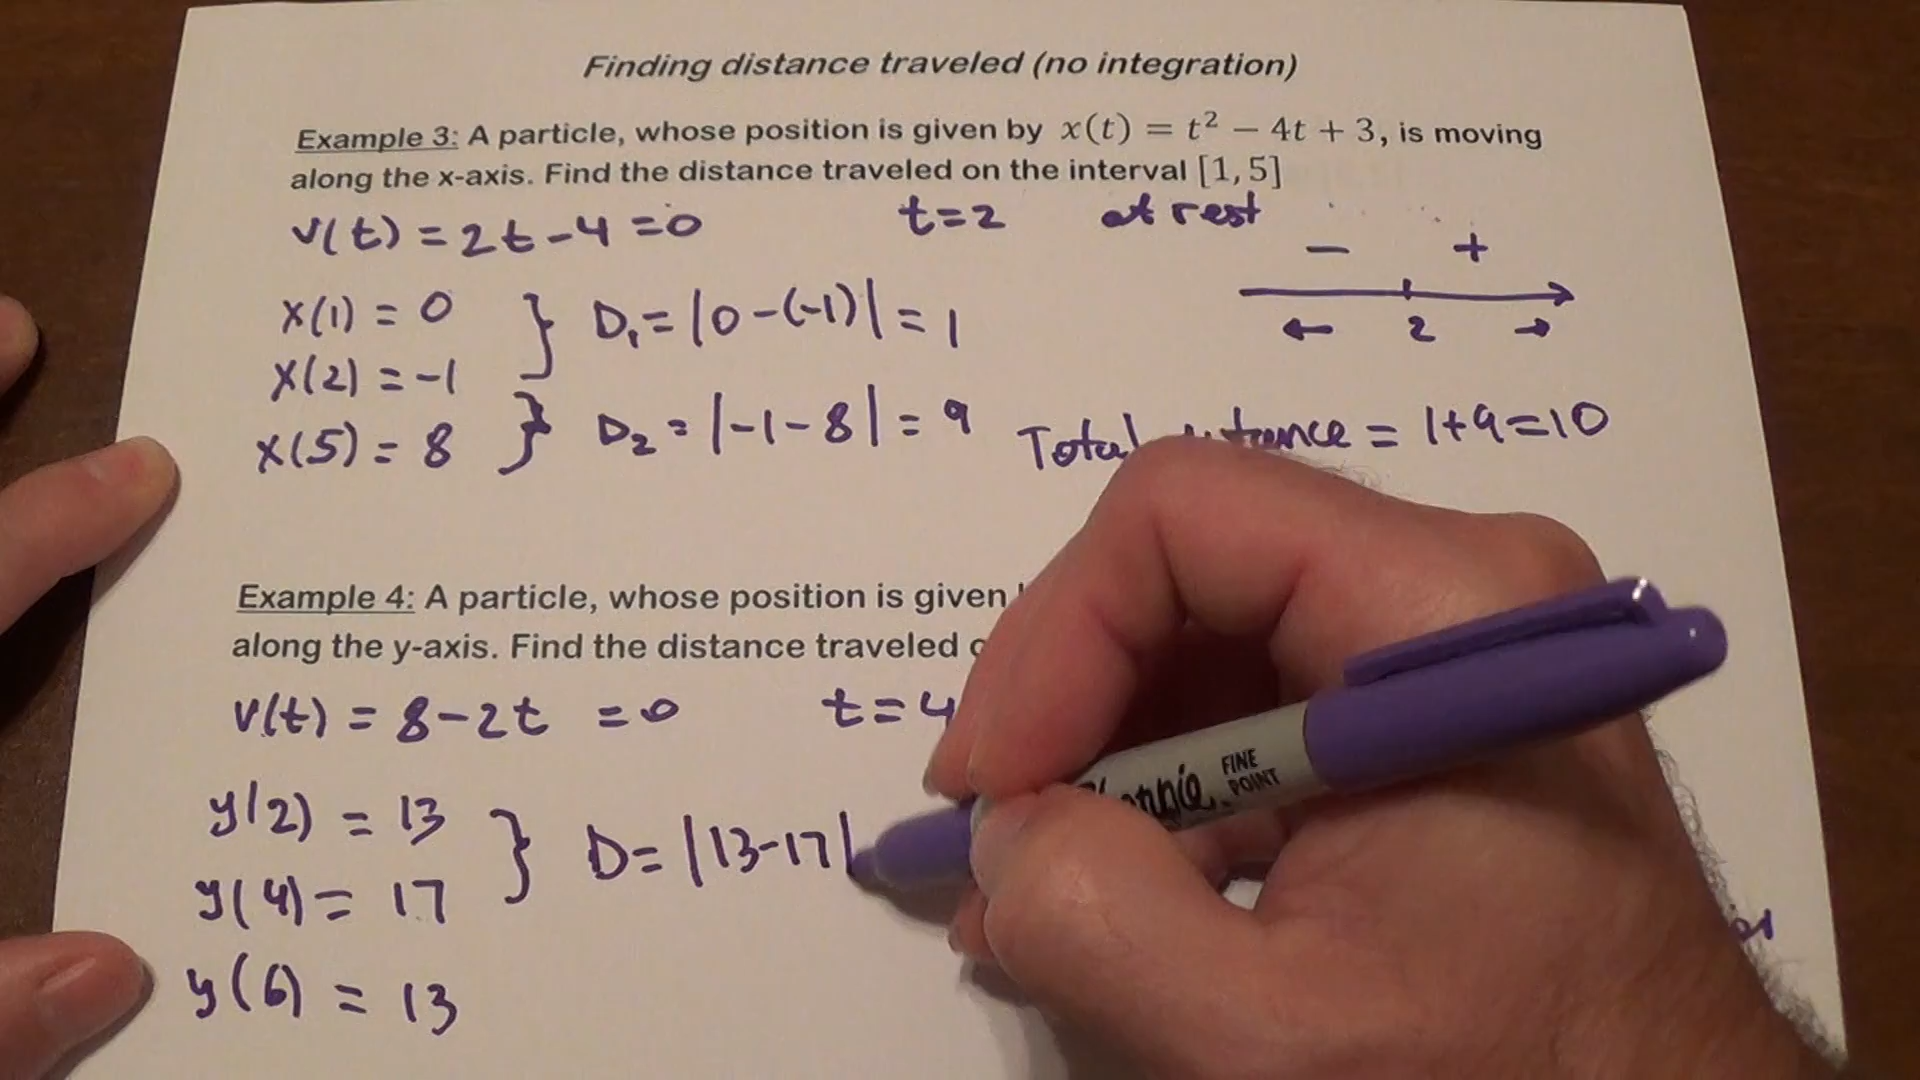 Finding distance traveled (no integration)
Example 3: A particle, whose position is given by x(t) = t² − 4t + 3, is moving
along the x-axis. Find the distance traveled on the interval [1, 5]
v(t) = 2t-4 =0 t=2 at rest
− +
x(1) = 0 } D₁ = |0-(-1)| = 1
← 2 →
x(2) = -1
x(5) = 8 } D₂ = |-1-8| = 9 Total = 1+9=10
Example 4: A particle, whose position is given
along the y-axis. Find the distance traveled
v(t) = 8-2t =0 t=4
y(2) = 13 } D= |13-17|
y(4) = 17
y(6) = 13
FINE
POINT